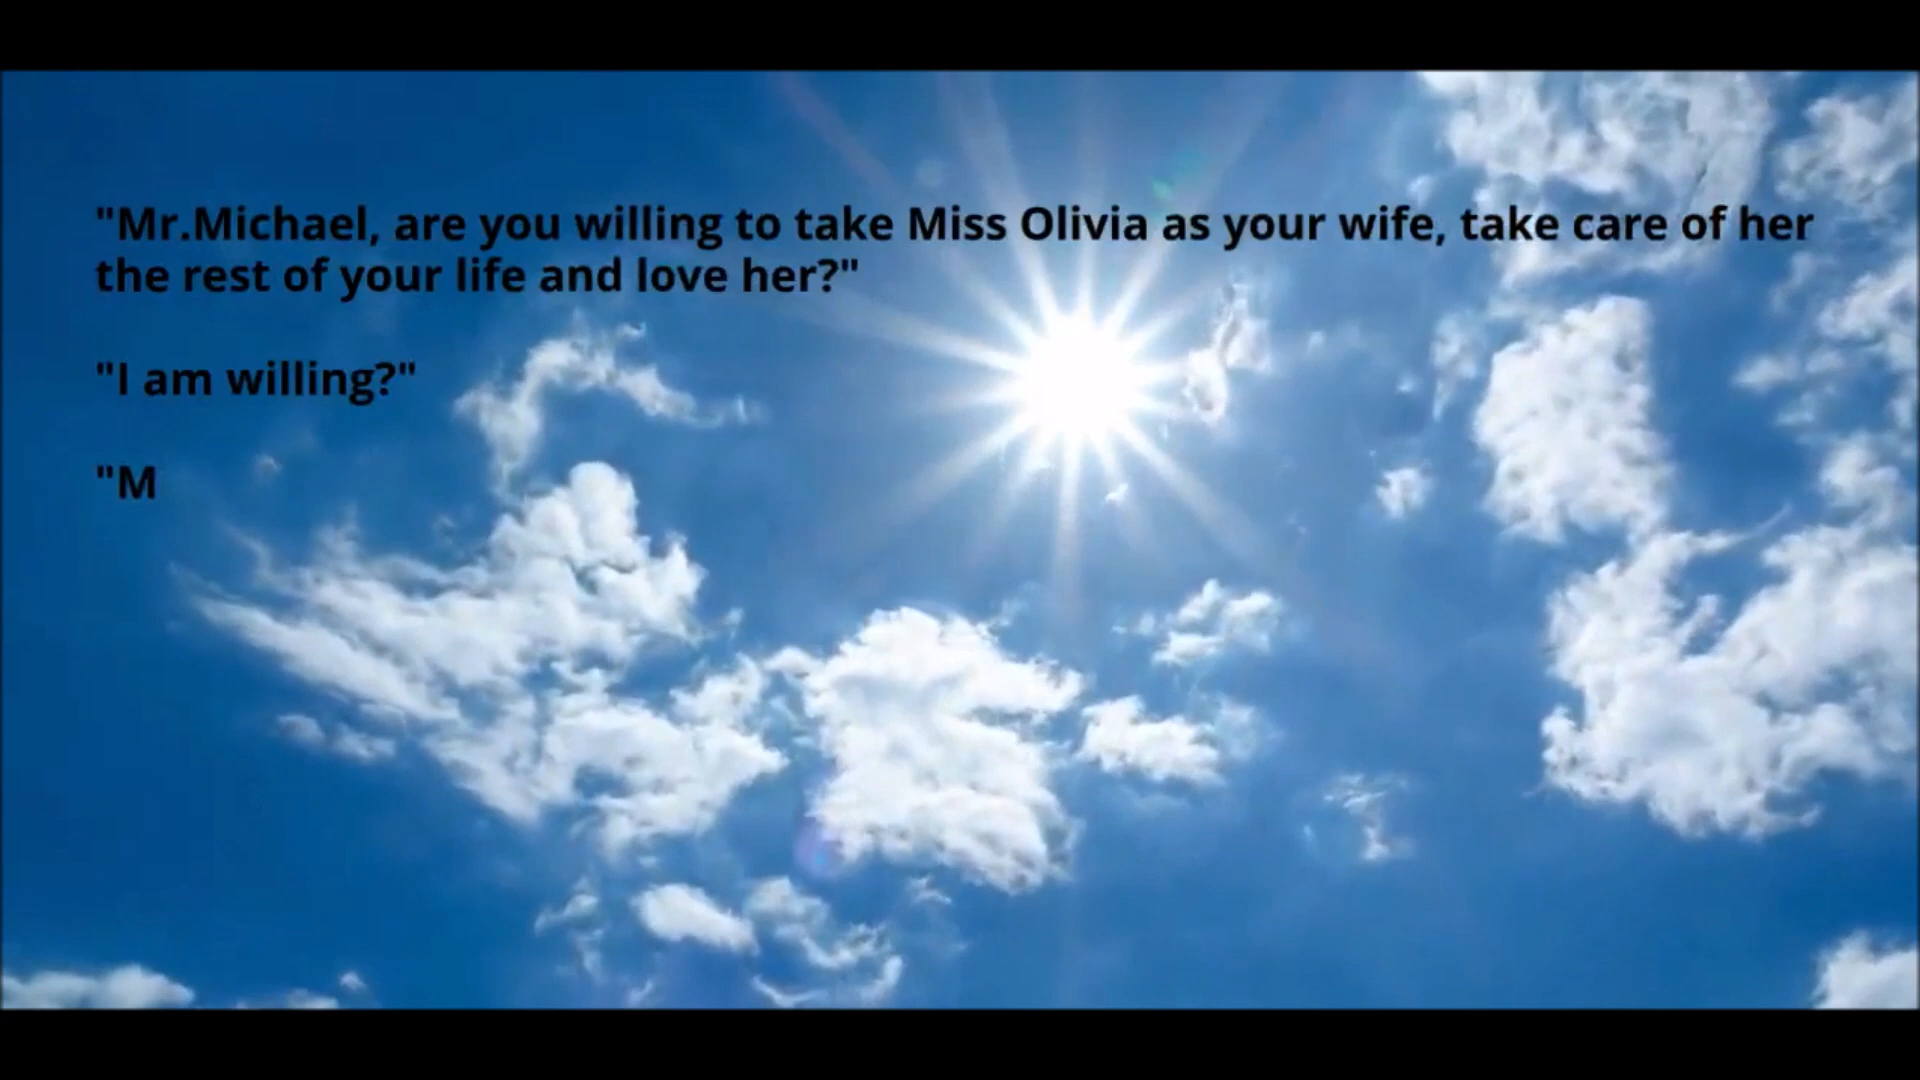 "Mr.Michael, are you willing to take Miss Olivia as your wife, take care of her
the rest of your life and love her?"
"I am willing?"
"M